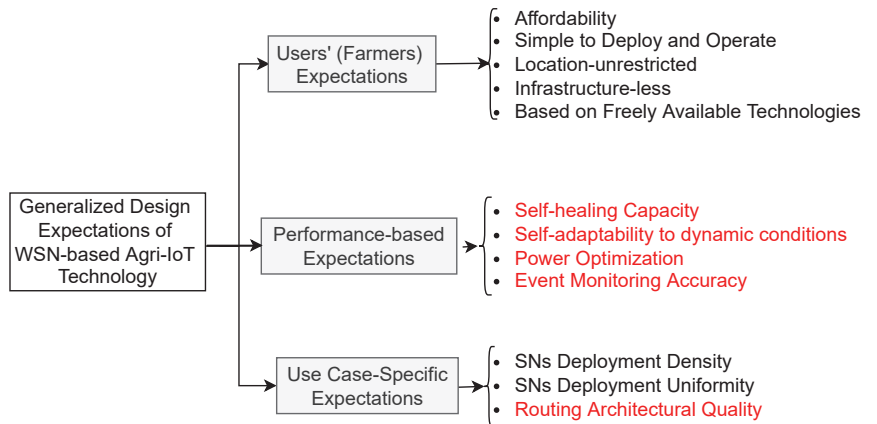 Generalized Design
Expectations of
WSN-based Agri-IoT
Technology
Users' (Farmers)
Expectations
• Affordability
• Simple to Deploy and Operate
• Location-unrestricted
• Infrastructure-less
• Based on Freely Available Technologies
Performance-based
Expectations
• Self-healing Capacity
• Self-adaptability to dynamic conditions
• Power Optimization
• Event Monitoring Accuracy
Use Case-Specific
Expectations
• SNs Deployment Density
• SNs Deployment Uniformity
• Routing Architectural Quality